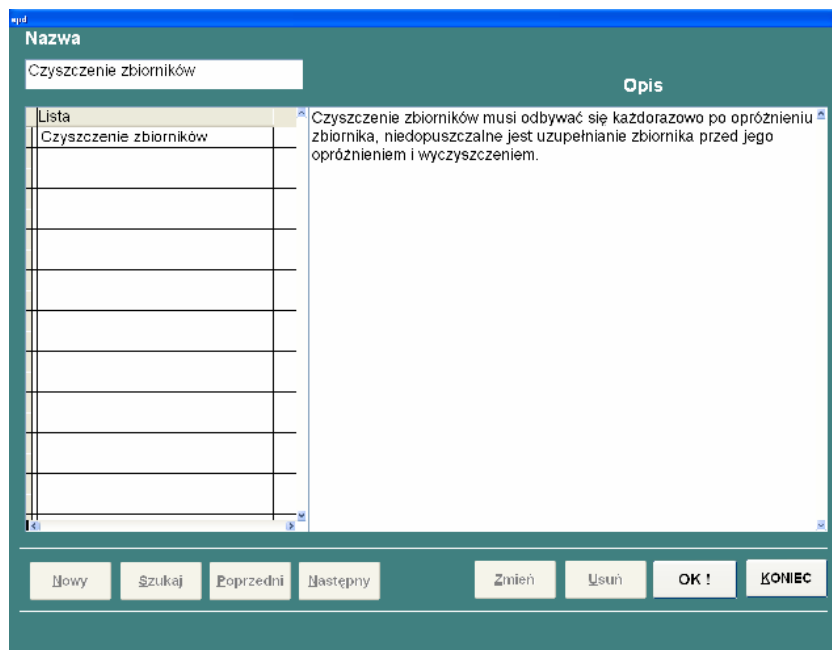 Nazwa
Czyszczenie zbiorników
Opis
Lista
Czyszczenie zbiorników
Czyszczenie zbiorników musi odbywać się każdorazowo po opróżnieniu
zbiornika, niedopuszczalne jest uzupełnianie zbiornika przed jego
opróżnieniem i wyczyszczeniem.
Nowy Szukaj Poprzedni Następny Zmień Usuń OK ! KONIEC